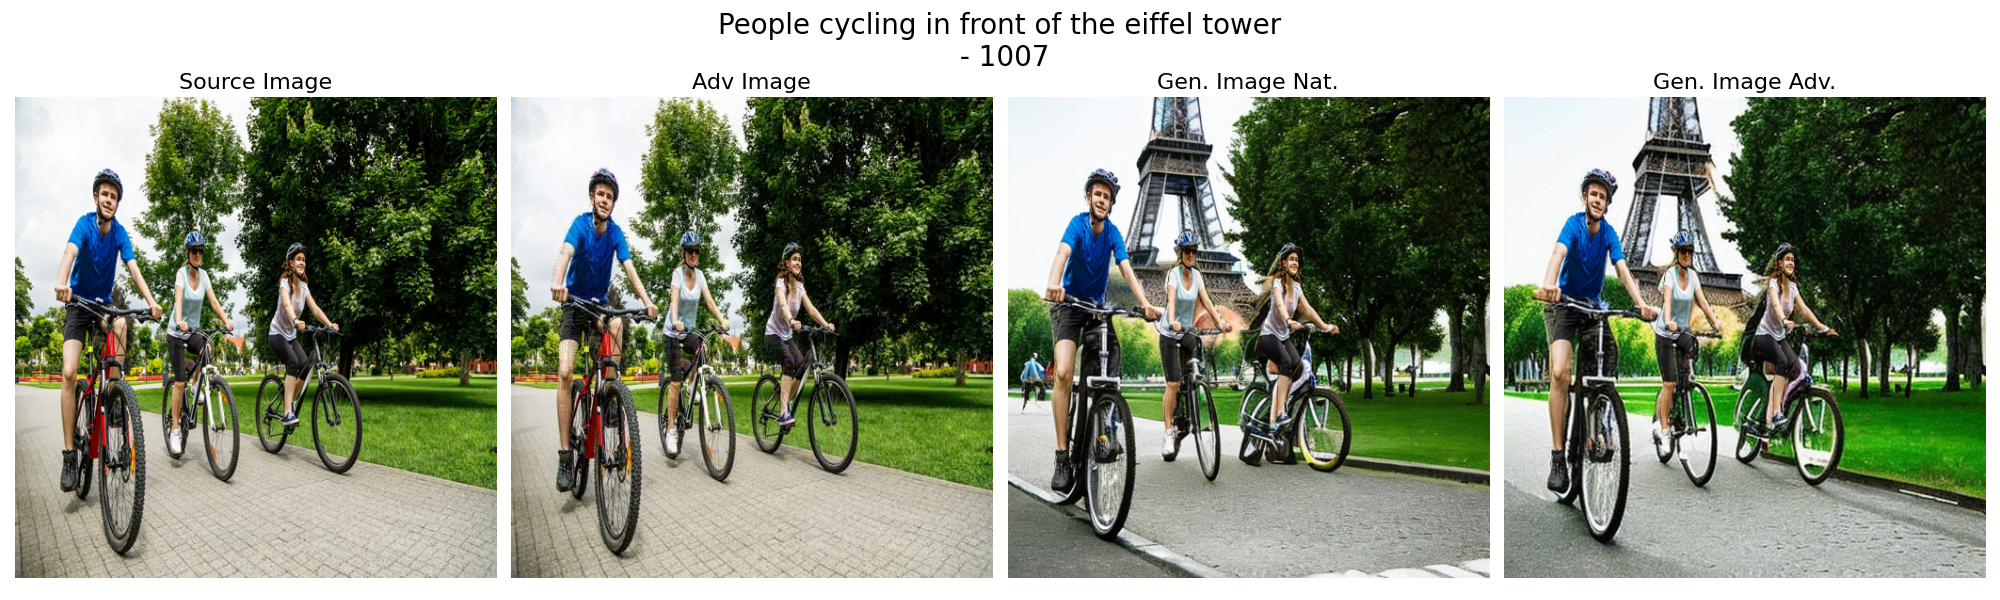 People cycling in front of the eiffel tower
- 1007
Source Image
Adv Image
Gen. Image Nat.
Gen. Image Adv.